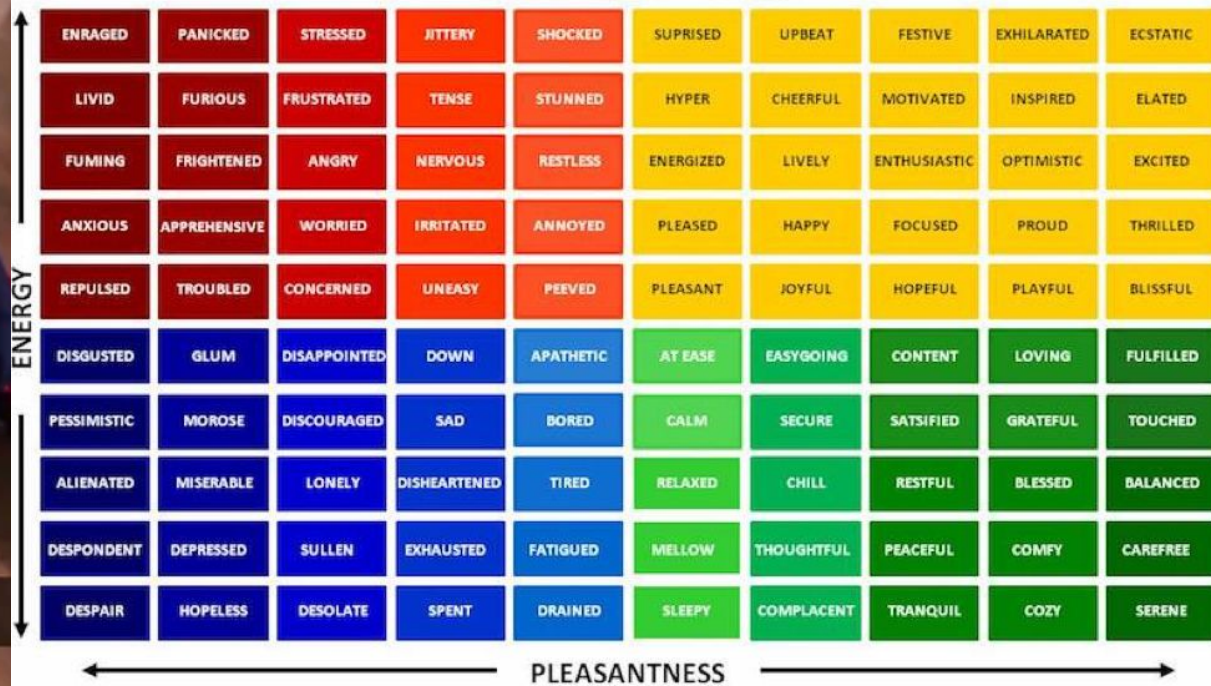 ENRAGED PANICKED STRESSED JITTERY SHOCKED SUPRISED UPBEAT FESTIVE EXHILARATED ECSTATIC
LIVID FURIOUS FRUSTRATED TENSE STUNNED HYPER CHEERFUL MOTIVATED INSPIRED ELATED
FUMING FRIGHTENED ANGRY NERVOUS RESTLESS ENERGIZED LIVELY ENTHUSIASTIC OPTIMISTIC EXCITED
ANXIOUS APPREHENSIVE WORRIED IRRITATED ANNOYED PLEASED HAPPY FOCUSED PROUD THRILLED
REPULSED TROUBLED CONCERNED UNEASY PEEVED PLEASANT JOYFUL HOPEFUL PLAYFUL BLISSFUL
ENERGY
DISGUSTED GLUM DISAPPOINTED DOWN APATHETIC AT EASE EASYGOING CONTENT LOVING FULFILLED
PESSIMISTIC MOROSE DISCOURAGED SAD BORED CALM SECURE SATSIFIED GRATEFUL TOUCHED
ALIENATED MISERABLE LONELY DISHEARTENED TIRED RELAXED CHILL RESTFUL BLESSED BALANCED
DESPONDENT DEPRESSED SULLEN EXHAUSTED FATIGUED MELLOW THOUGHTFUL PEACEFUL COMFY CAREFREE
DESPAIR HOPELESS DESOLATE SPENT DRAINED SLEEPY COMPLACENT TRANQUIL COZY SERENE
PLEASANTNESS